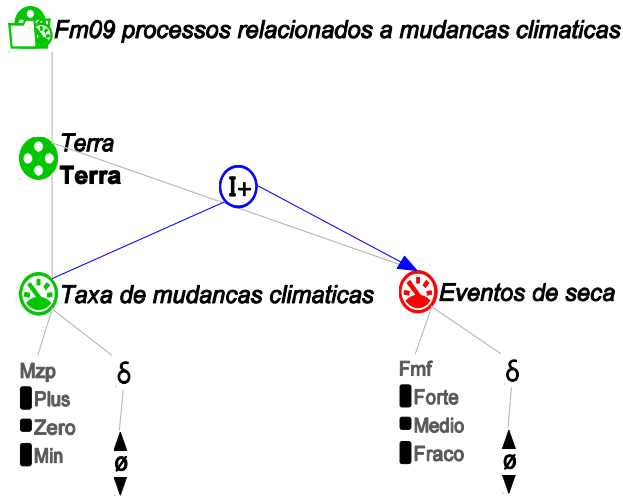 Fm09 processos relacionados a mudancas climaticas
Terra
Terra
I+
Taxa de mudancas climaticas
Eventos de seca
Mzp
δ
Plus
Zero
Min
ø
Fmf
δ
Forte
Medio
Fraco
ø